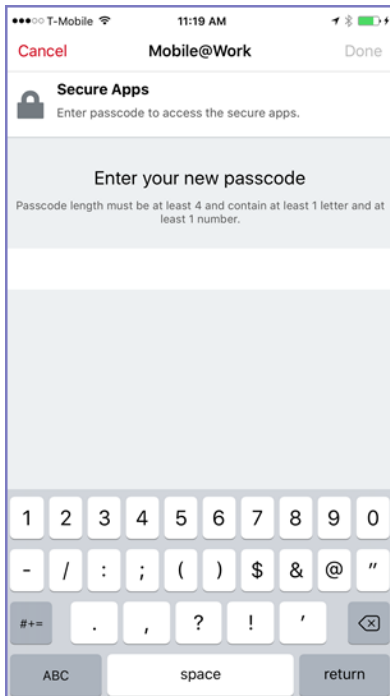 T-Mobile 11:19 AM
Cancel Mobile@Work Done
Secure Apps
Enter passcode to access the secure apps.
Enter your new passcode
Passcode length must be at least 4 and contain at least 1 letter and at
least 1 number.
1 2 3 4 5 6 7 8 9 0
- / : ; ( ) $ & @ "
#+= . , ? ! '
ABC space return